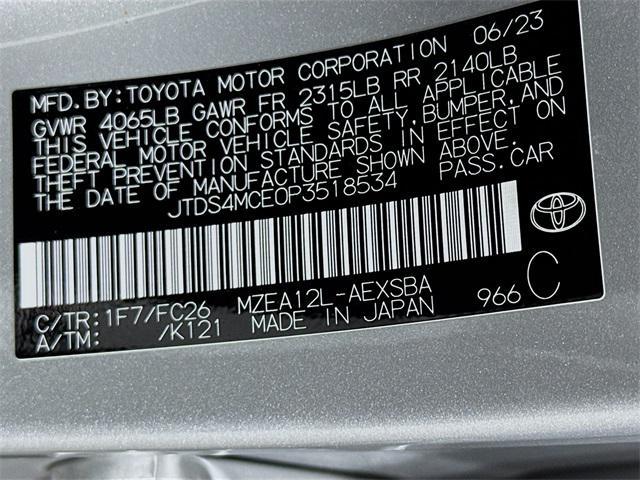 MFD. BY: TOYOTA MOTOR CORPORATION 06/23
GVWR 4065LB GAWR FR 2315LB RR 2140LB
THIS VEHICLE CONFORMS TO ALL APPLICABLE
FEDERAL MOTOR VEHICLE SAFETY, BUMPER, AND
THEFT PREVENTION STANDARDS IN EFFECT ON
THE DATE OF MANUFACTURE SHOWN ABOVE.
JTDS4MCE0P3518534 PASS. CAR
C/TR: 1F7/FC26 MZEA12L-AEXSBA
A/TM: /K121 MADE IN JAPAN 966 C